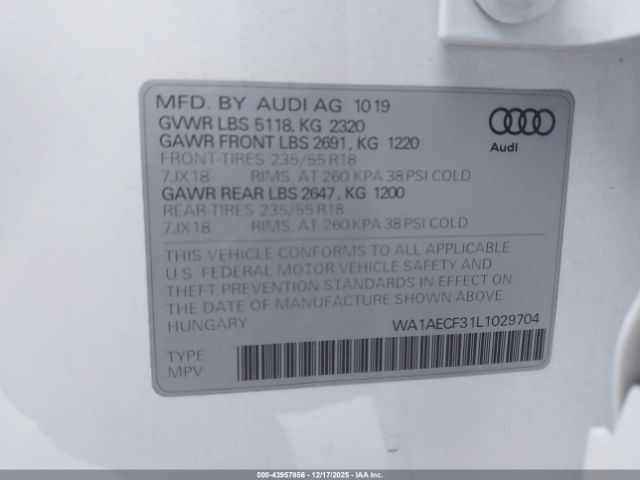 MFD. BY AUDI AG 1019
GVWR LBS 5118, KG 2320
GAWR FRONT LBS 2691, KG 1220
FRONT-TIRES 235/55 R18
7JX18 RIMS, AT 260 KPA 38 PSI COLD
GAWR REAR LBS 2647, KG 1200
REAR-TIRES 235/55 R18
7JX18 RIMS, AT 260 KPA 38 PSI COLD
Audi
THIS VEHICLE CONFORMS TO ALL APPLICABLE
U.S. FEDERAL MOTOR VEHICLE SAFETY AND
THEFT PREVENTION STANDARDS IN EFFECT ON
THE DATE OF MANUFACTURE SHOWN ABOVE
HUNGARY WA1AECF31L1029704
TYPE
MPV
000-43957856 - 12/17/2025 - IAA Inc.